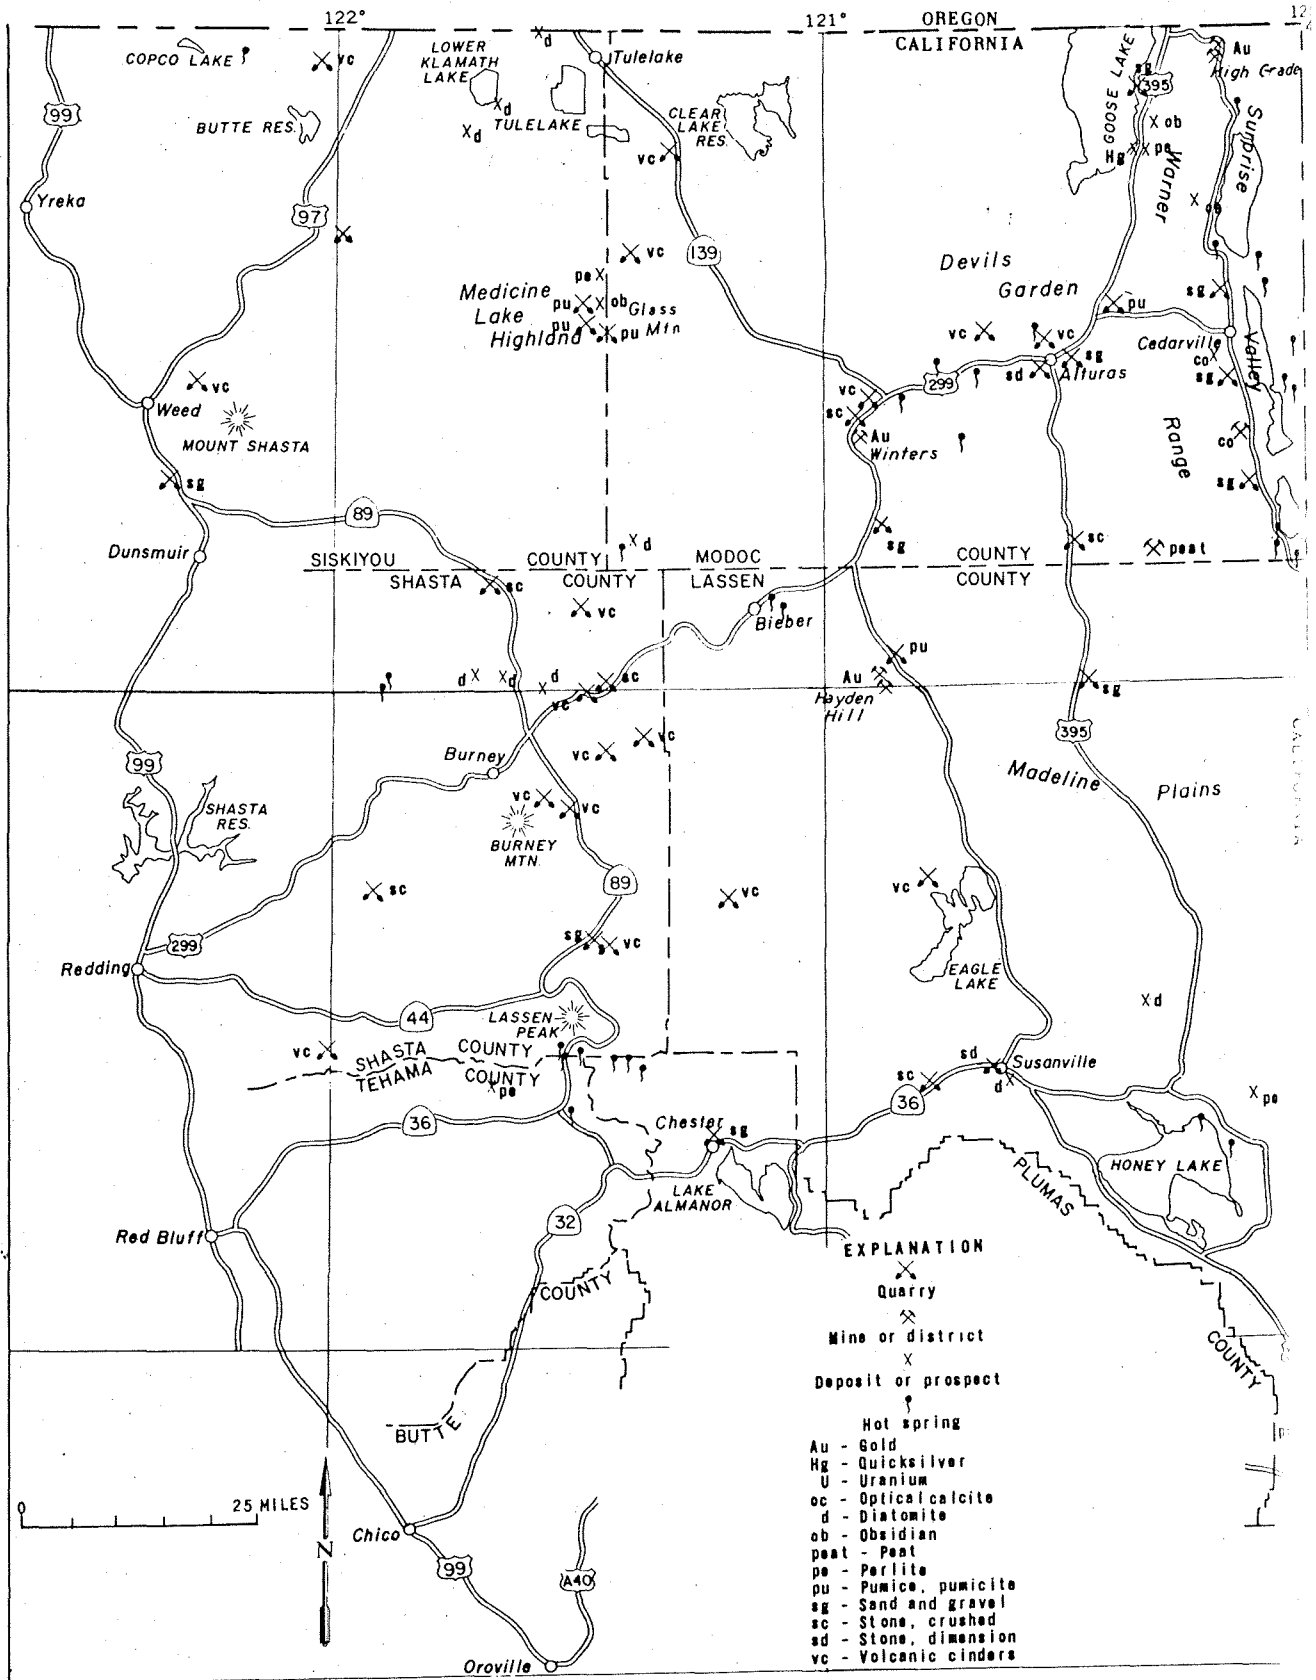 122°
121°
OREGON
CALIFORNIA
COPCO LAKE
vc
LOWER
KLAMATH
LAKE
d
Tulelake
GOOSE LAKE
sg
395
Au
High Grade
99
BUTTE RES.
d
d
TULELAKE
CLEAR
LAKE
RES.
vc
ob
Hg
pe
Surprise
Warner
Yreka
97
ob
139
vc
Devils
Garden
pe
Medicine
Lake
Highland
pu
ob
Glass
Mtn
pu
pu
pu
sg
vc
vc
Cedarville
Valley
co
sg
sd
Alturas
sg
299
vc
Weed
MOUNT SHASTA
vc
sc
Au
Winters
Range
co
sg
sg
89
Dunsmuir
d
sg
sc
peat
SISKIYOU
COUNTY
MODOC
COUNTY
SHASTA
COUNTY
LASSEN
COUNTY
sc
vc
Bieber
pu
d
d
d
sc
vc
Au
Hayden
Hill
sg
395
99
Burney
vc
vc
Madeline
Plains
CALIFORNIA
SHASTA
RES.
vc
vc
BURNEY
MTN.
89
sc
vc
vc
299
sg
vc
Redding
EAGLE
LAKE
d
44
LASSEN
PEAK
vc
SHASTA
COUNTY
TEHAMA
COUNTY
pe
sd
Susanville
sc
d
36
pe
36
Chester
sg
HONEY LAKE
PLUMAS
LAKE
ALMANOR
32
Red Bluff
COUNTY
COUNTY
BUTTE
EXPLANATION
Quarry
Mine or district
Deposit or prospect
Hot spring
Au - Gold
Hg - Quicksilver
U - Uranium
oc - Optical calcite
d - Diatomite
ob - Obsidian
peat - Peat
pe - Perlite
pu - Pumice, pumicite
sg - Sand and gravel
sc - Stone, crushed
sd - Stone, dimension
vc - Volcanic cinders
0
25 MILES
N
Chico
99
A40
Oroville